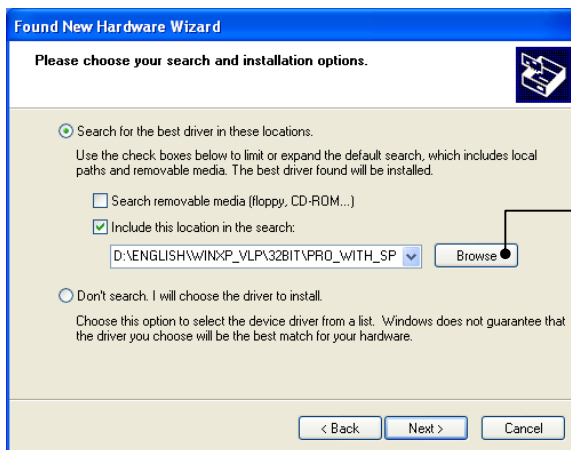 Found New Hardware Wizard
Please choose your search and installation options.
Search for the best driver in these locations.
Use the check boxes below to limit or expand the default search, which includes local
paths and removable media. The best driver found will be installed.
Search removable media (floppy, CD-ROM...)
Include this location in the search:
D:\ENGLISH\WINXP_VLP\32BIT\PRO_WITH_SP
Browse
Don't search. I will choose the driver to install.
Choose this option to select the device driver from a list. Windows does not guarantee that
the driver you choose will be the best match for your hardware.
< Back Next > Cancel